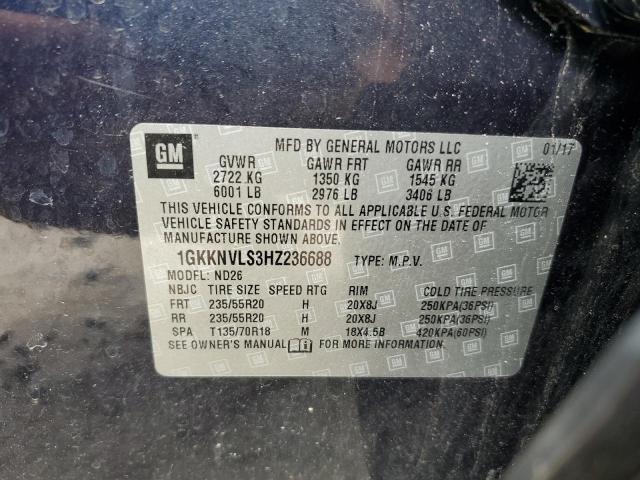 GM
MFD BY GENERAL MOTORS LLC 01/17
GVWR GAWR FRT GAWR RR
2722 KG 1350 KG 1545 KG
6001 LB 2976 LB 3406 LB
THIS VEHICLE CONFORMS TO ALL APPLICABLE U.S. FEDERAL MOTOR
VEHICLE SAFETY STANDARDS IN EFFECT ON THE DATE OF
MANUFACTURE SHOWN ABOVE.
1GKKNVLS3HZ236688 TYPE: M.P.V.
MODEL: ND26
NBJC TIRE SIZE SPEED RTG RIM COLD TIRE PRESSURE
FRT 235/55R20 H 20X8J 250KPA(36PSI)
RR 235/55R20 H 20X8J 250KPA(36PSI)
SPA T135/70R18 M 18X4.5B 420KPA(60PSI)
SEE OWNER'S MANUAL FOR MORE INFORMATION